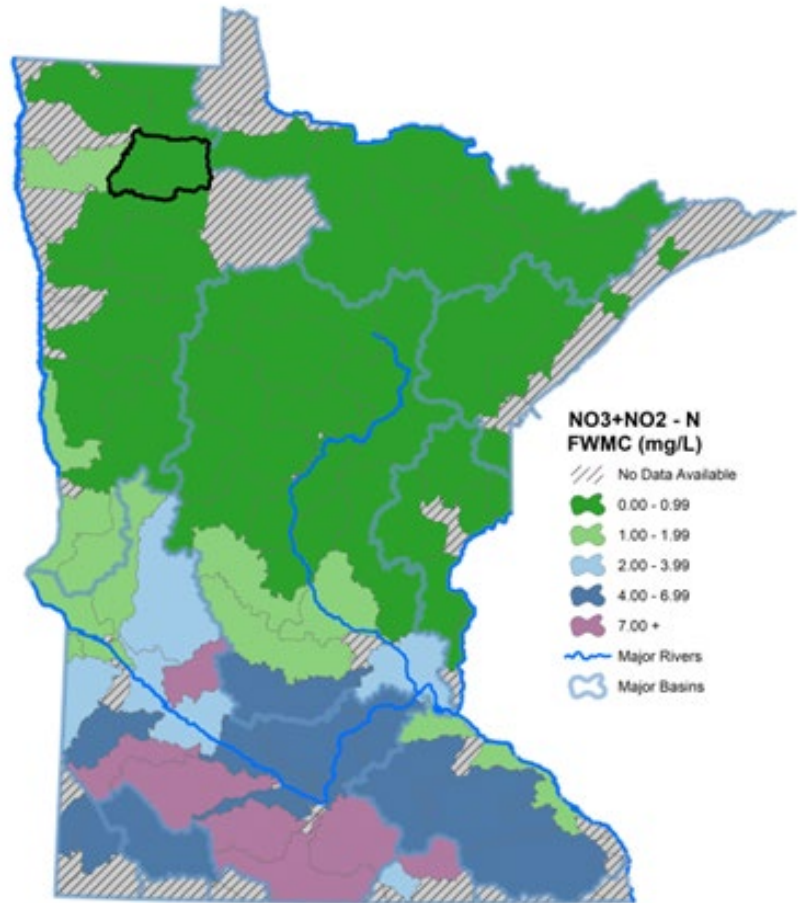 NO3+NO2 - N
FWMC (mg/L)
No Data Available
0.00 - 0.99
1.00 - 1.99
2.00 - 3.99
4.00 - 6.99
7.00 +
Major Rivers
Major Basins